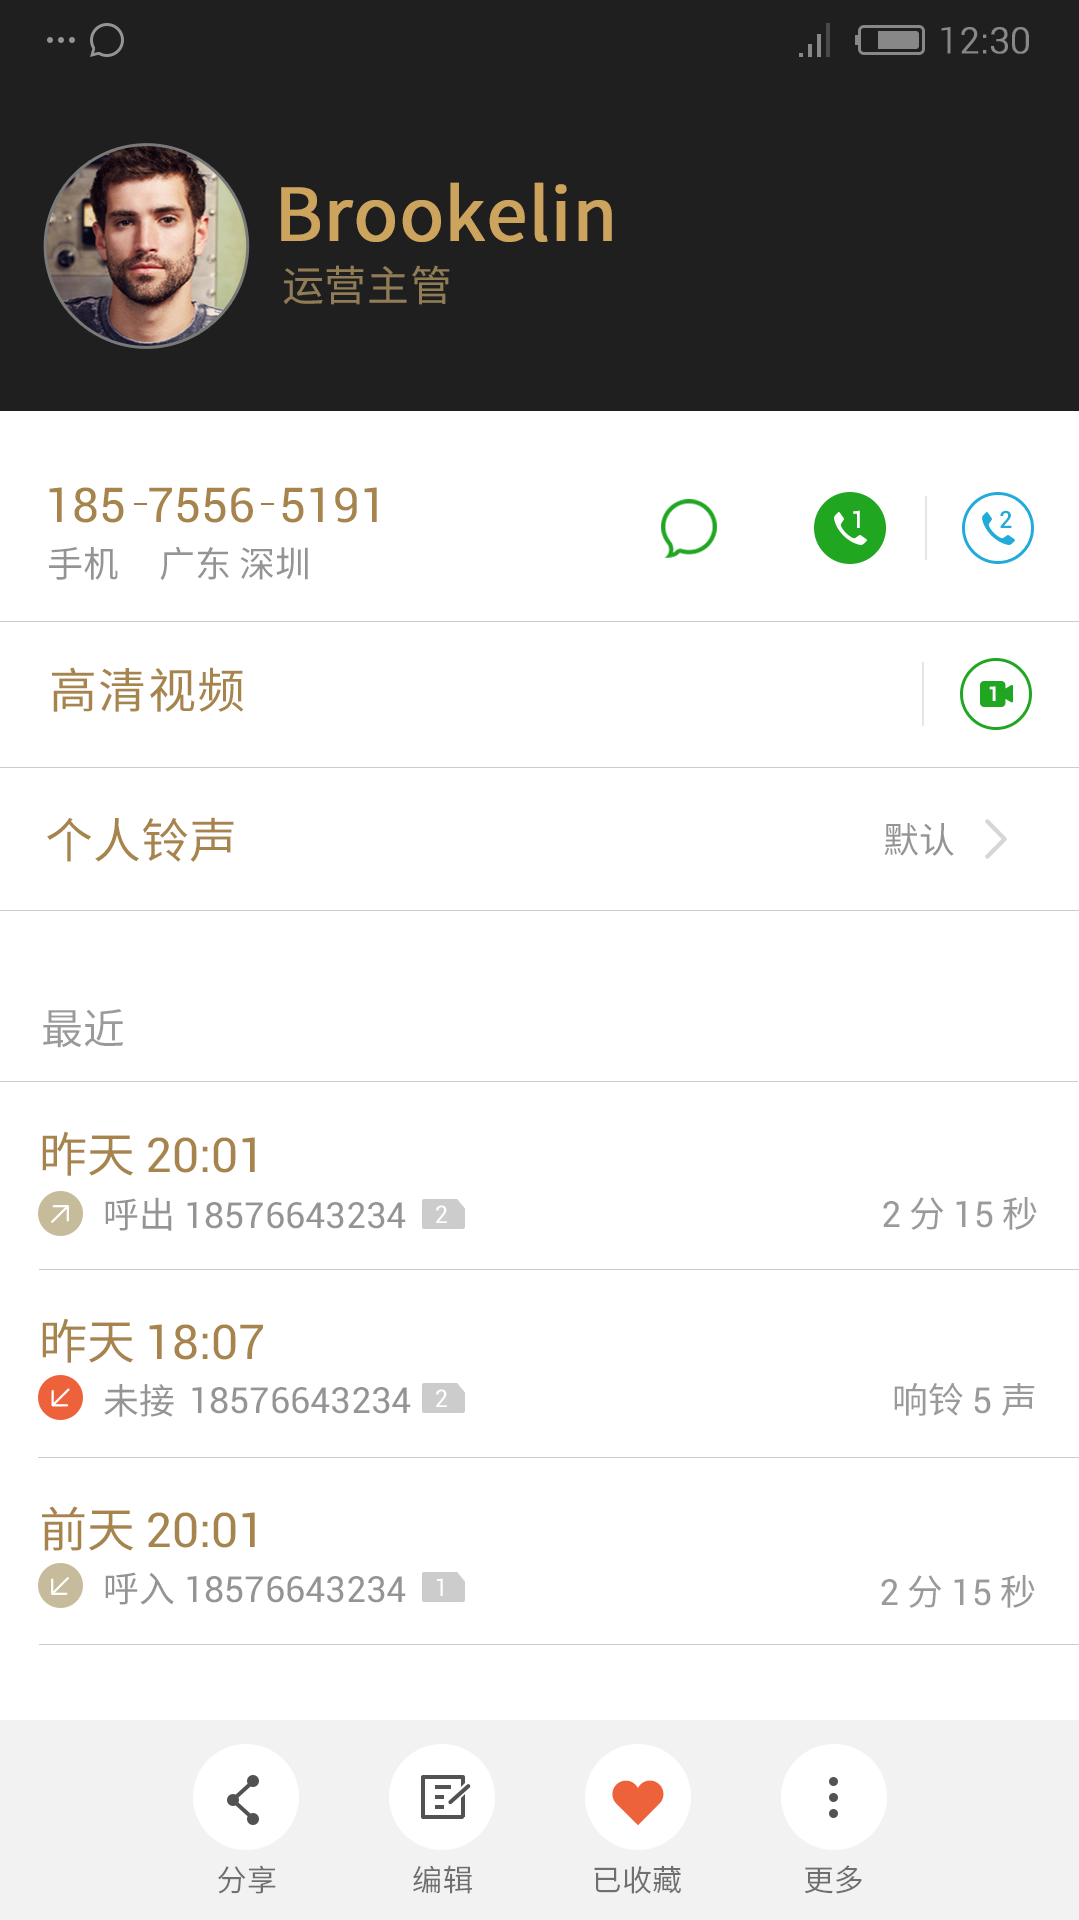 12:30
Brookelin
运营主管
185-7556-5191
手机 广东 深圳
1
2
高清视频
1
个人铃声
默认
最近
昨天 20:01
呼出 18576643234 2
2 分 15 秒
昨天 18:07
未接 18576643234 2
响铃 5 声
前天 20:01
呼入 18576643234 1
2 分 15 秒
分享 编辑 已收藏 更多